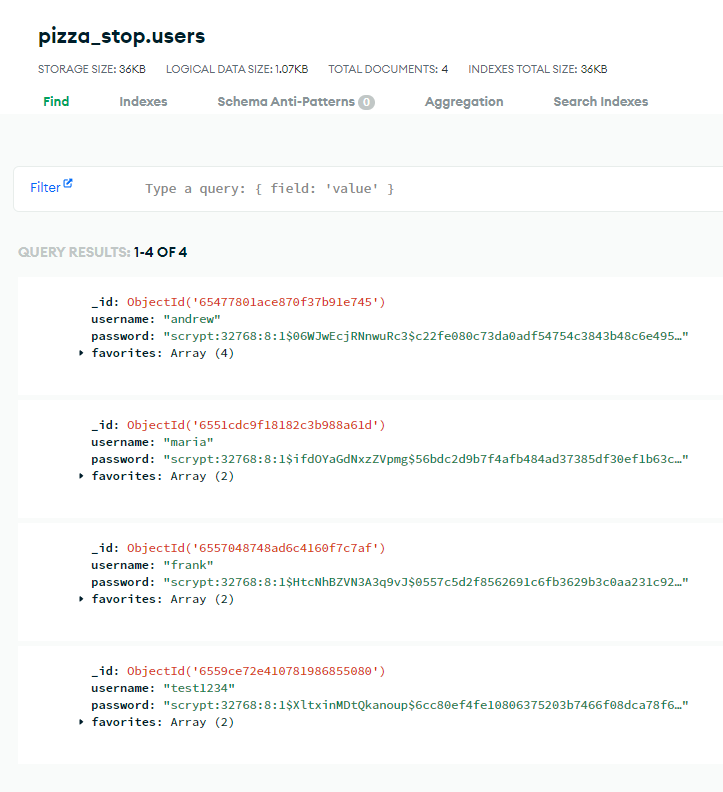 pizza_stop.users
STORAGE SIZE: 36KB LOGICAL DATA SIZE: 1.07KB TOTAL DOCUMENTS: 4 INDEXES TOTAL SIZE: 36KB
Find Indexes Schema Anti-Patterns 0 Aggregation Search Indexes
Filter Type a query: { field: 'value' }
QUERY RESULTS: 1-4 OF 4
_id: ObjectId('65477801ace870f37b91e745')
username: "andrew"
password: "scrypt:32768:8:1$06WJwEcjRNnwuRc3$c22fe080c73da0adf54754c3843b48c6e495…"
favorites: Array (4)
_id: ObjectId('6551cdc9f18182c3b988a61d')
username: "maria"
password: "scrypt:32768:8:1$ifdOYaGdNxzZVpmg$56bdc2d9b7f4afb484ad37385df30ef1b63c…"
favorites: Array (2)
_id: ObjectId('6557048748ad6c4160f7c7af')
username: "frank"
password: "scrypt:32768:8:1$HtcNhBZVN3A3q9vJ$0557c5d2f8562691c6fb3629b3c0aa231c92…"
favorites: Array (2)
_id: ObjectId('6559ce72e410781986855080')
username: "test1234"
password: "scrypt:32768:8:1$XltxinMDtQkanoup$6cc80ef4fe10806375203b7466f08dca78f6…"
favorites: Array (2)